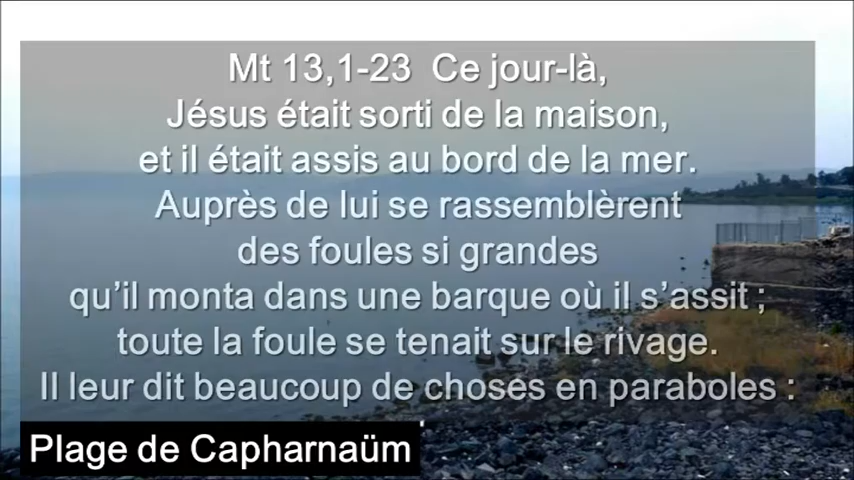 Mt 13,1-23 Ce jour-là,
Jésus était sorti de la maison,
et il était assis au bord de la mer.
Auprès de lui se rassemblèrent
des foules si grandes
qu’il monta dans une barque où il s’assit ;
toute la foule se tenait sur le rivage.
Il leur dit beaucoup de choses en paraboles :
Plage de Capharnaüm